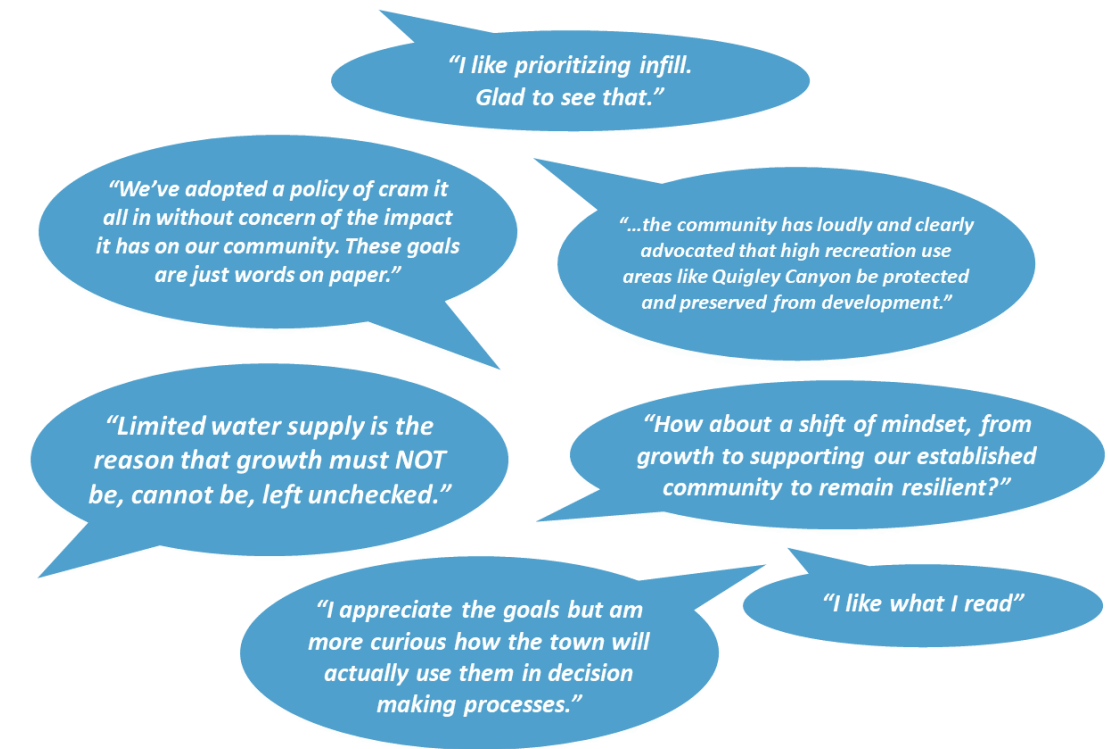 “I like prioritizing infill.
Glad to see that.”
“We’ve adopted a policy of cram it
all in without concern of the impact
it has on our community. These goals
are just words on paper.”
“…the community has loudly and clearly
advocated that high recreation use
areas like Quigley Canyon be protected
and preserved from development.”
“Limited water supply is the
reason that growth must NOT
be, cannot be, left unchecked.”
“How about a shift of mindset, from
growth to supporting our established
community to remain resilient?”
“I appreciate the goals but am
more curious how the town will
actually use them in decision
making processes.”
“I like what I read”